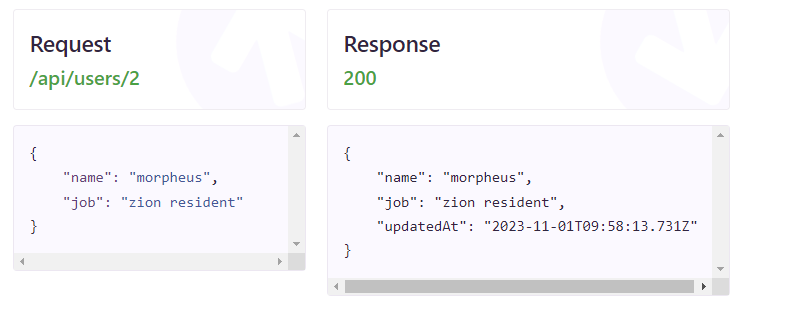 Request
/api/users/2
{
    "name": "morpheus",
    "job": "zion resident"
}
Response
200
{
    "name": "morpheus",
    "job": "zion resident",
    "updatedAt": "2023-11-01T09:58:13.731Z"
}